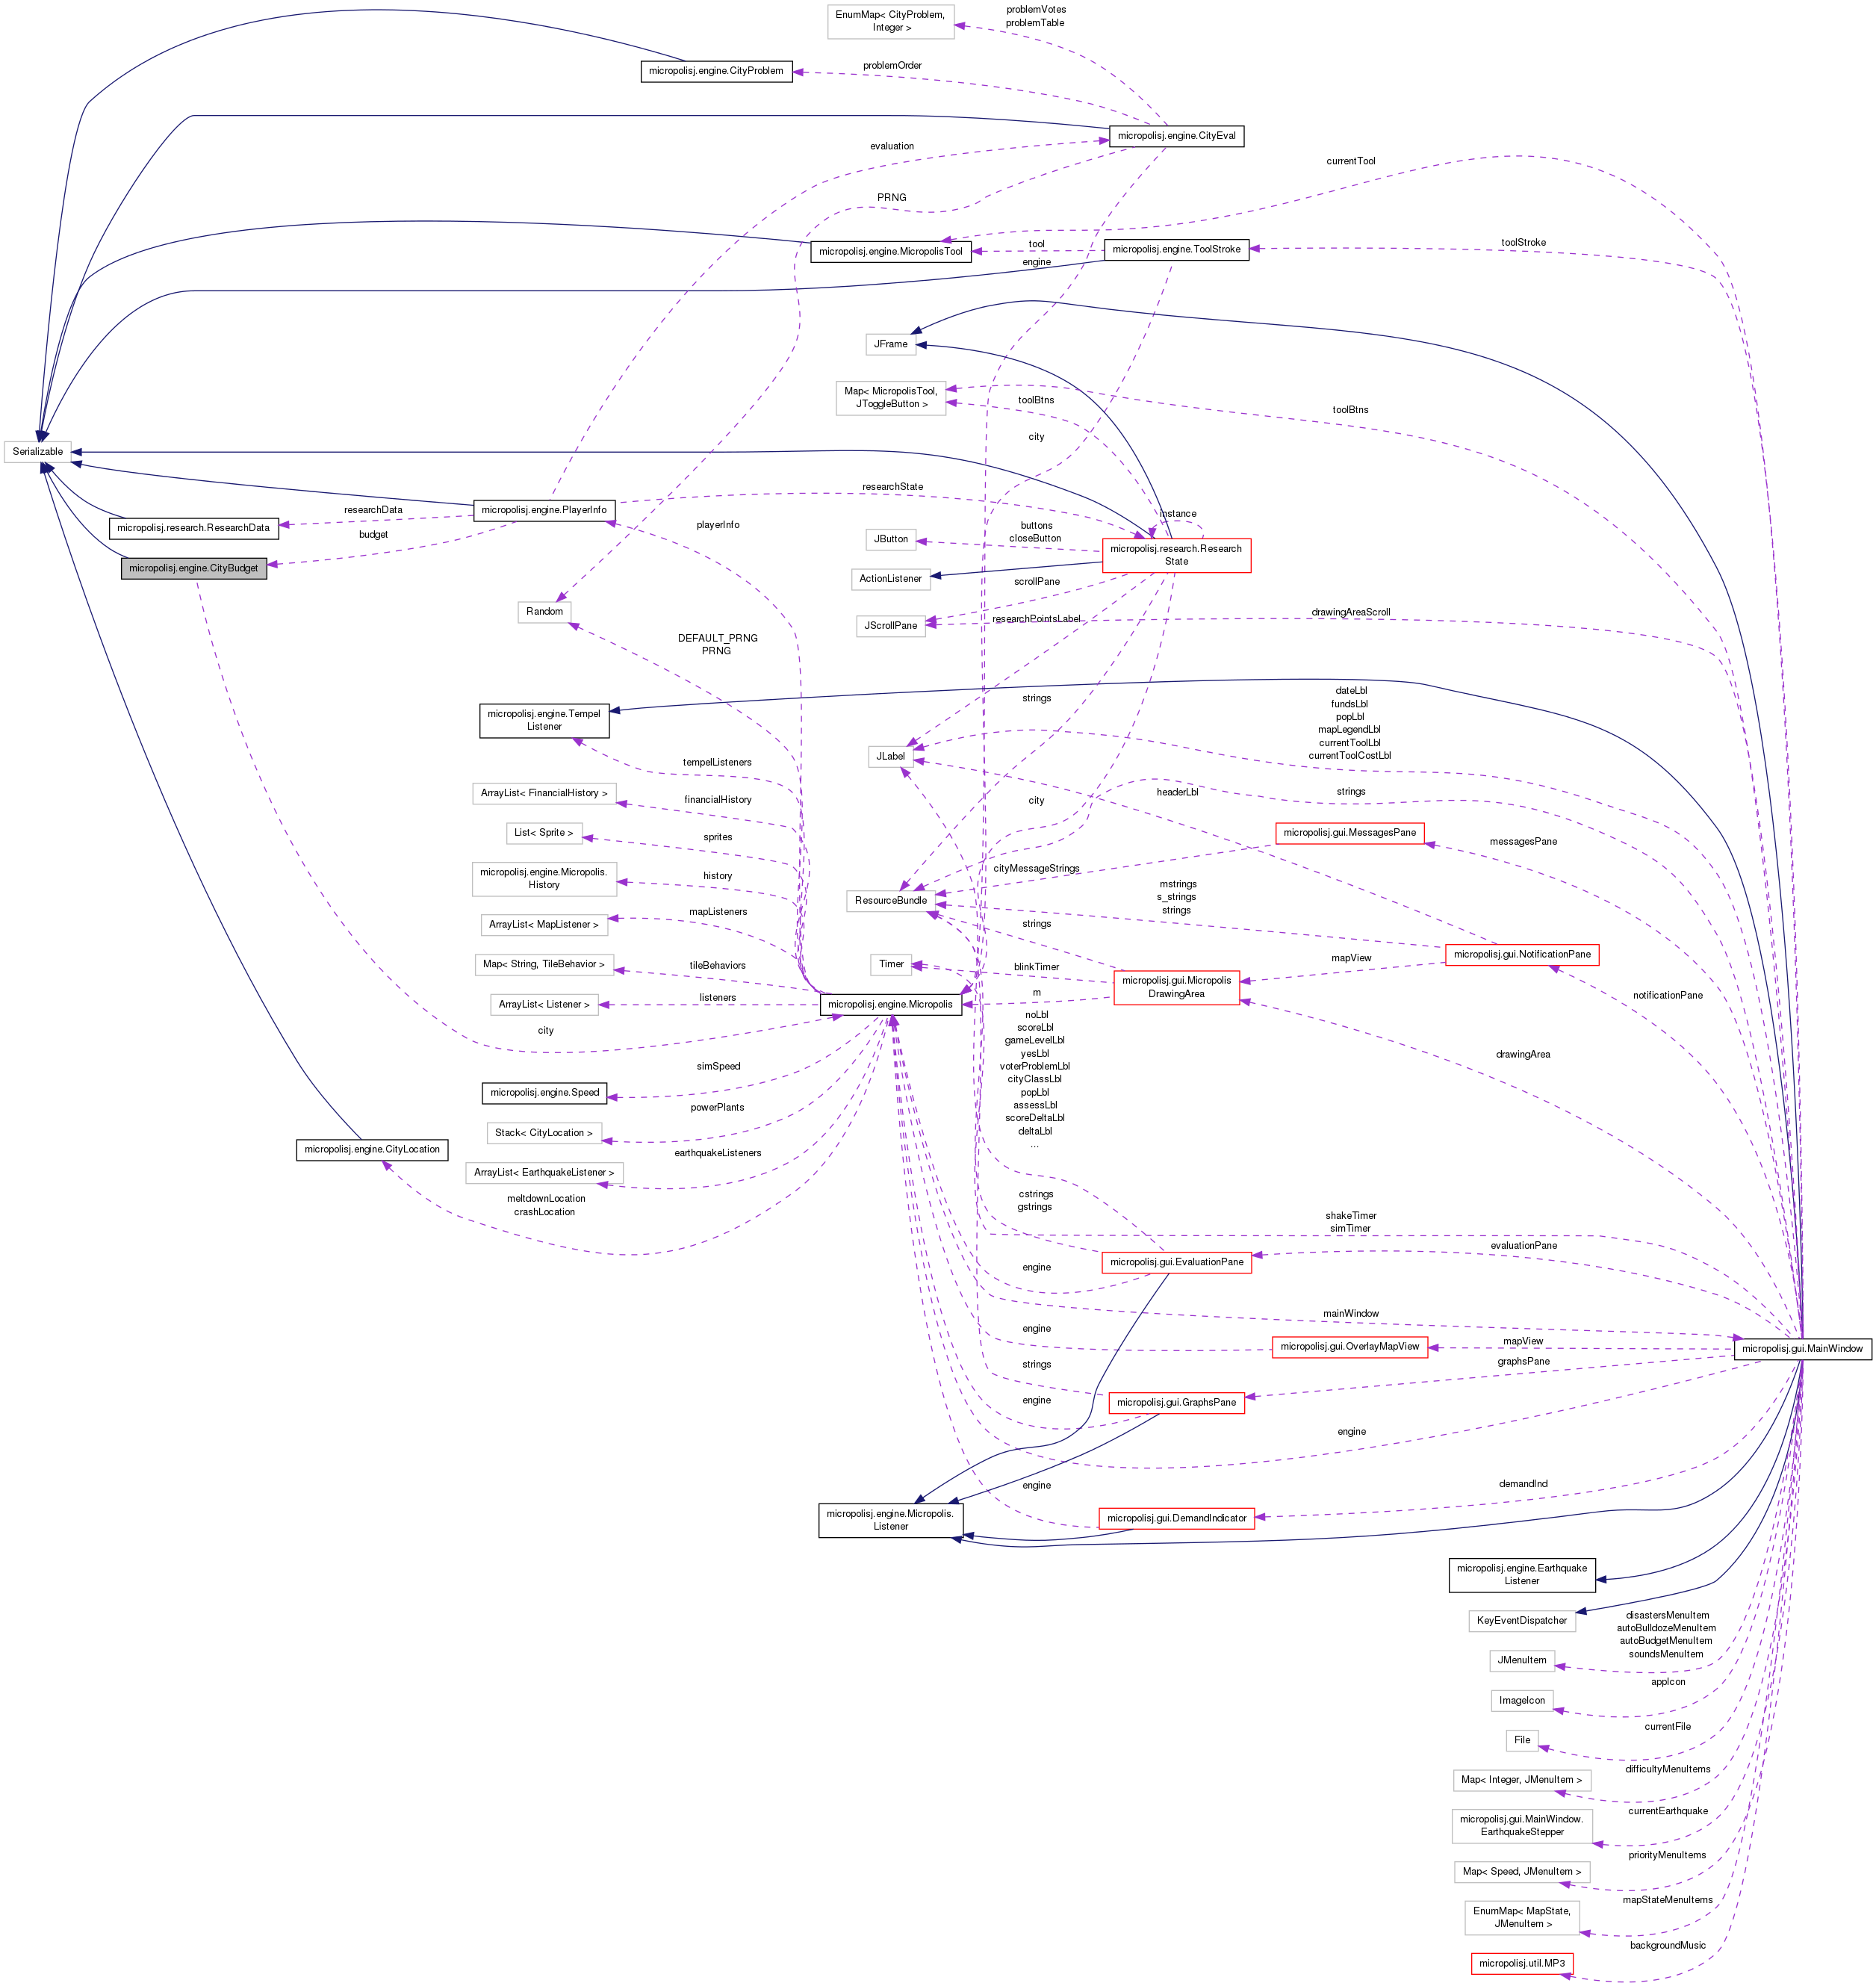 problemVotes
problemTable
EnumMap< CityProblem,
Integer >
problemOrder
micropolisj.engine.CityProblem
micropolisj.engine.CityEval
evaluation
currentTool
PRNG
micropolisj.engine.MicropolisTool
tool
micropolisj.engine.ToolStroke
toolStroke
engine
JFrame
Map< MicropolisTool,
JToggleButton >
toolBtns
toolBtns
city
Serializable
researchState
micropolisj.engine.PlayerInfo
researchData
micropolisj.research.ResearchData
playerInfo
instance
buttons
closeButton
JButton
budget
micropolisj.research.Research
State
micropolisj.engine.CityBudget
ActionListener
scrollPane
Random
drawingAreaScroll
researchPointsLabel
JScrollPane
DEFAULT_PRNG
PRNG
strings
dateLbl
fundsLbl
popLbl
mapLegendLbl
currentToolLbl
currentToolCostLbl
micropolisj.engine.Tempel
Listener
JLabel
tempelListeners
ArrayList< FinancialHistory >
financialHistory
city
headerLbl
strings
List< Sprite >
sprites
micropolisj.gui.MessagesPane
messagesPane
micropolisj.engine.Micropolis.
History
history
cityMessageStrings
ResourceBundle
mstrings
s_strings
strings
ArrayList< MapListener >
mapListeners
strings
micropolisj.gui.NotificationPane
mapView
Map< String, TileBehavior >
tileBehaviors
Timer
blinkTimer
micropolisj.gui.Micropolis
DrawingArea
m
notificationPane
ArrayList< Listener >
listeners
micropolisj.engine.Micropolis
city
noLbl
scoreLbl
gameLevelLbl
yesLbl
voterProblemLbl
cityClassLbl
popLbl
assessLbl
scoreDeltaLbl
deltaLbl
...
drawingArea
simSpeed
micropolisj.engine.Speed
powerPlants
Stack< CityLocation >
micropolisj.engine.CityLocation
earthquakeListeners
ArrayList< EarthquakeListener >
meltdownLocation
crashLocation
cstrings
gstrings
shakeTimer
simTimer
evaluationPane
micropolisj.gui.EvaluationPane
engine
mainWindow
engine
micropolisj.gui.OverlayMapView
mapView
micropolisj.gui.MainWindow
strings
graphsPane
engine
micropolisj.gui.GraphsPane
engine
engine
demandInd
micropolisj.engine.Micropolis.
Listener
micropolisj.gui.DemandIndicator
micropolisj.engine.Earthquake
Listener
KeyEventDispatcher
disastersMenuItem
autoBulldozeMenuItem
autoBudgetMenuItem
soundsMenuItem
JMenuItem
appIcon
ImageIcon
currentFile
File
difficultyMenuItems
Map< Integer, JMenuItem >
currentEarthquake
micropolisj.gui.MainWindow.
EarthquakeStepper
priorityMenuItems
Map< Speed, JMenuItem >
mapStateMenuItems
EnumMap< MapState,
JMenuItem >
backgroundMusic
micropolisj.util.MP3